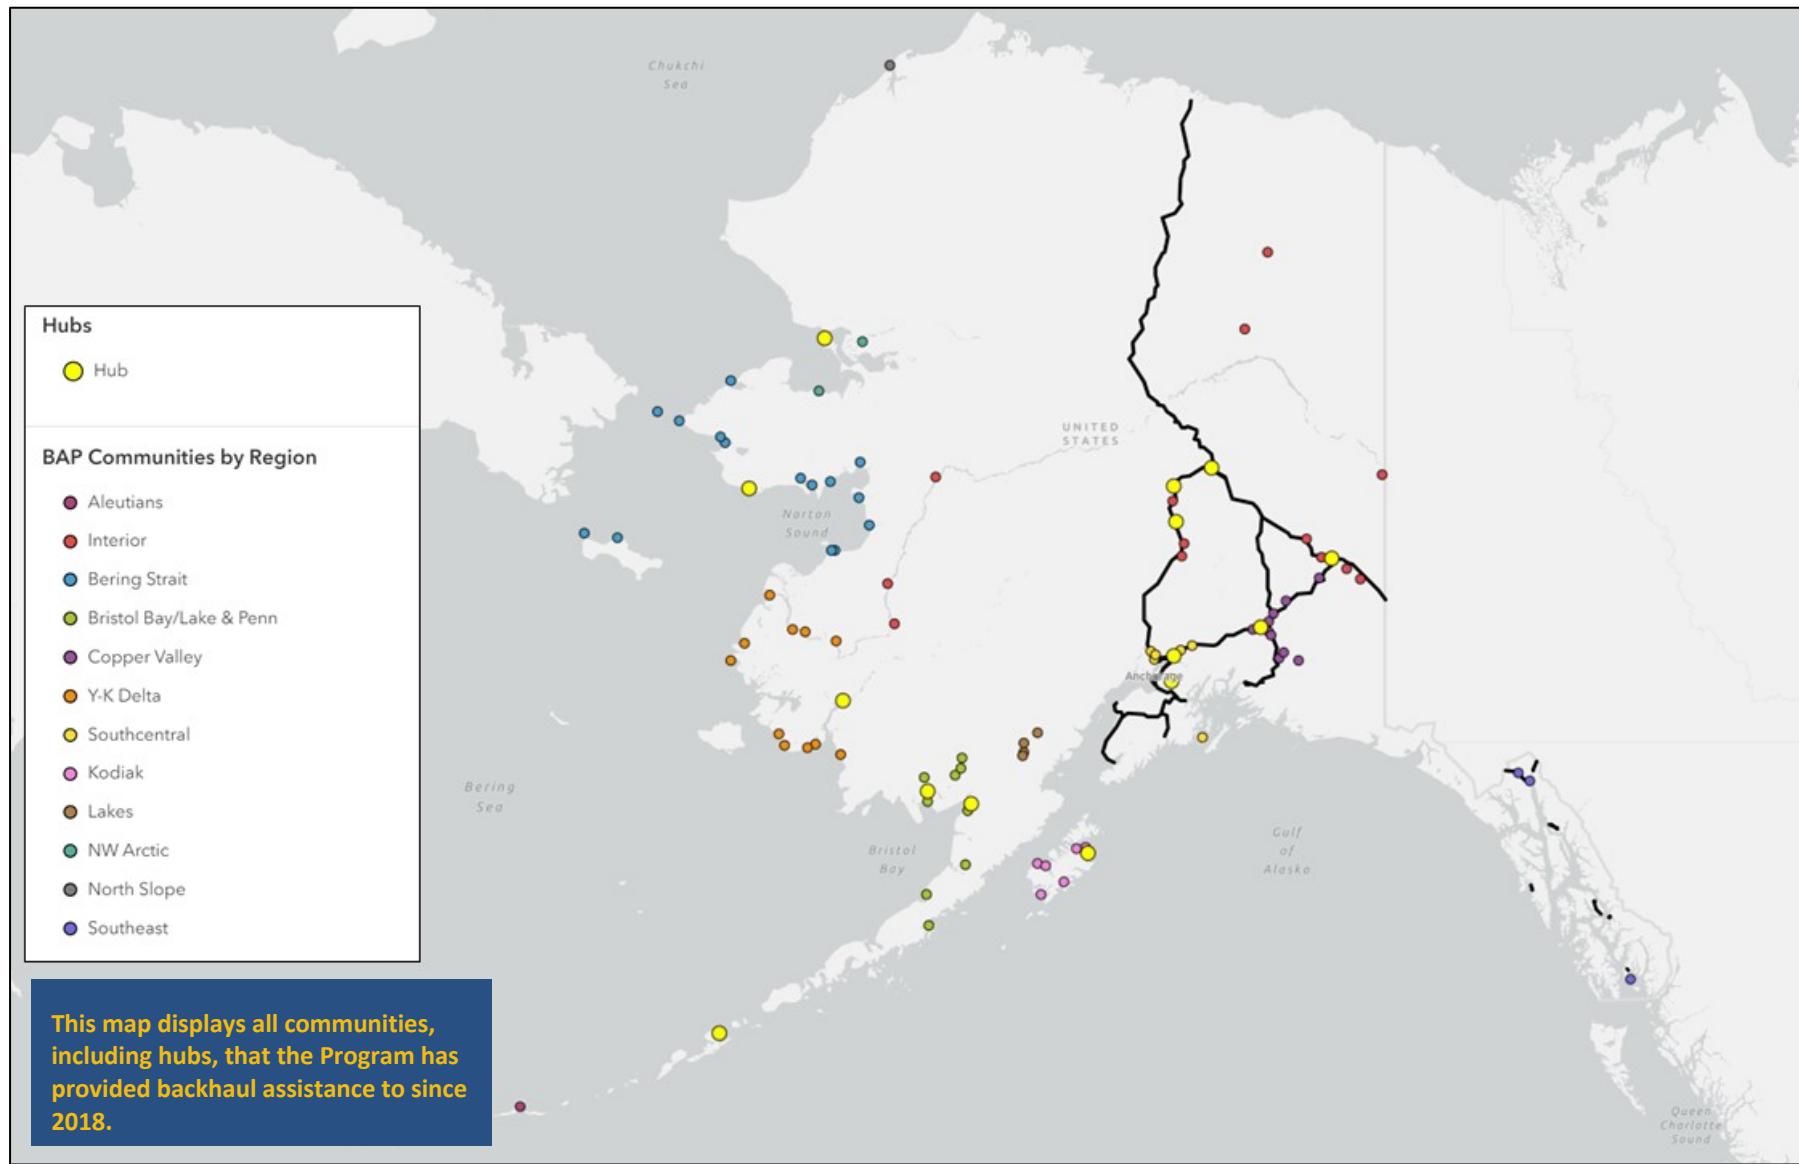 Chukchi
Sea
Hubs
Hub
BAP Communities by Region
Aleutians
Interior
Bering Strait
Bristol Bay/Lake & Penn
Copper Valley
Y-K Delta
Southcentral
Kodiak
Lakes
NW Arctic
North Slope
Southeast
UNITED
STATES
Norton
Sound
Anchorage
Bering
Sea
Bristol
Bay
Gulf
of
Alaska
Queen
Charlotte
Sound
This map displays all communities,
including hubs, that the Program has
provided backhaul assistance to since
2018.